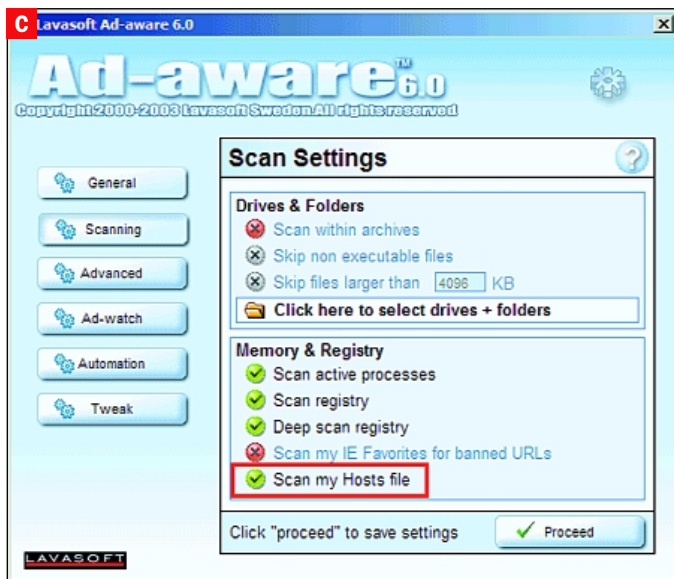 C
Lavasoft Ad-aware 6.0
Ad-aware™ 6.0
Copyright 2000-2003 Lavasoft Sweden. All rights reserved
General
Scanning
Advanced
Ad-watch
Automation
Tweak
Scan Settings
?
Drives & Folders
Scan within archives
Skip non executable files
Skip files larger than 4096 KB
Click here to select drives + folders
Memory & Registry
Scan active processes
Scan registry
Deep scan registry
Scan my IE Favorites for banned URLs
Scan my Hosts file
Click "proceed" to save settings
Proceed
LAVASOFT